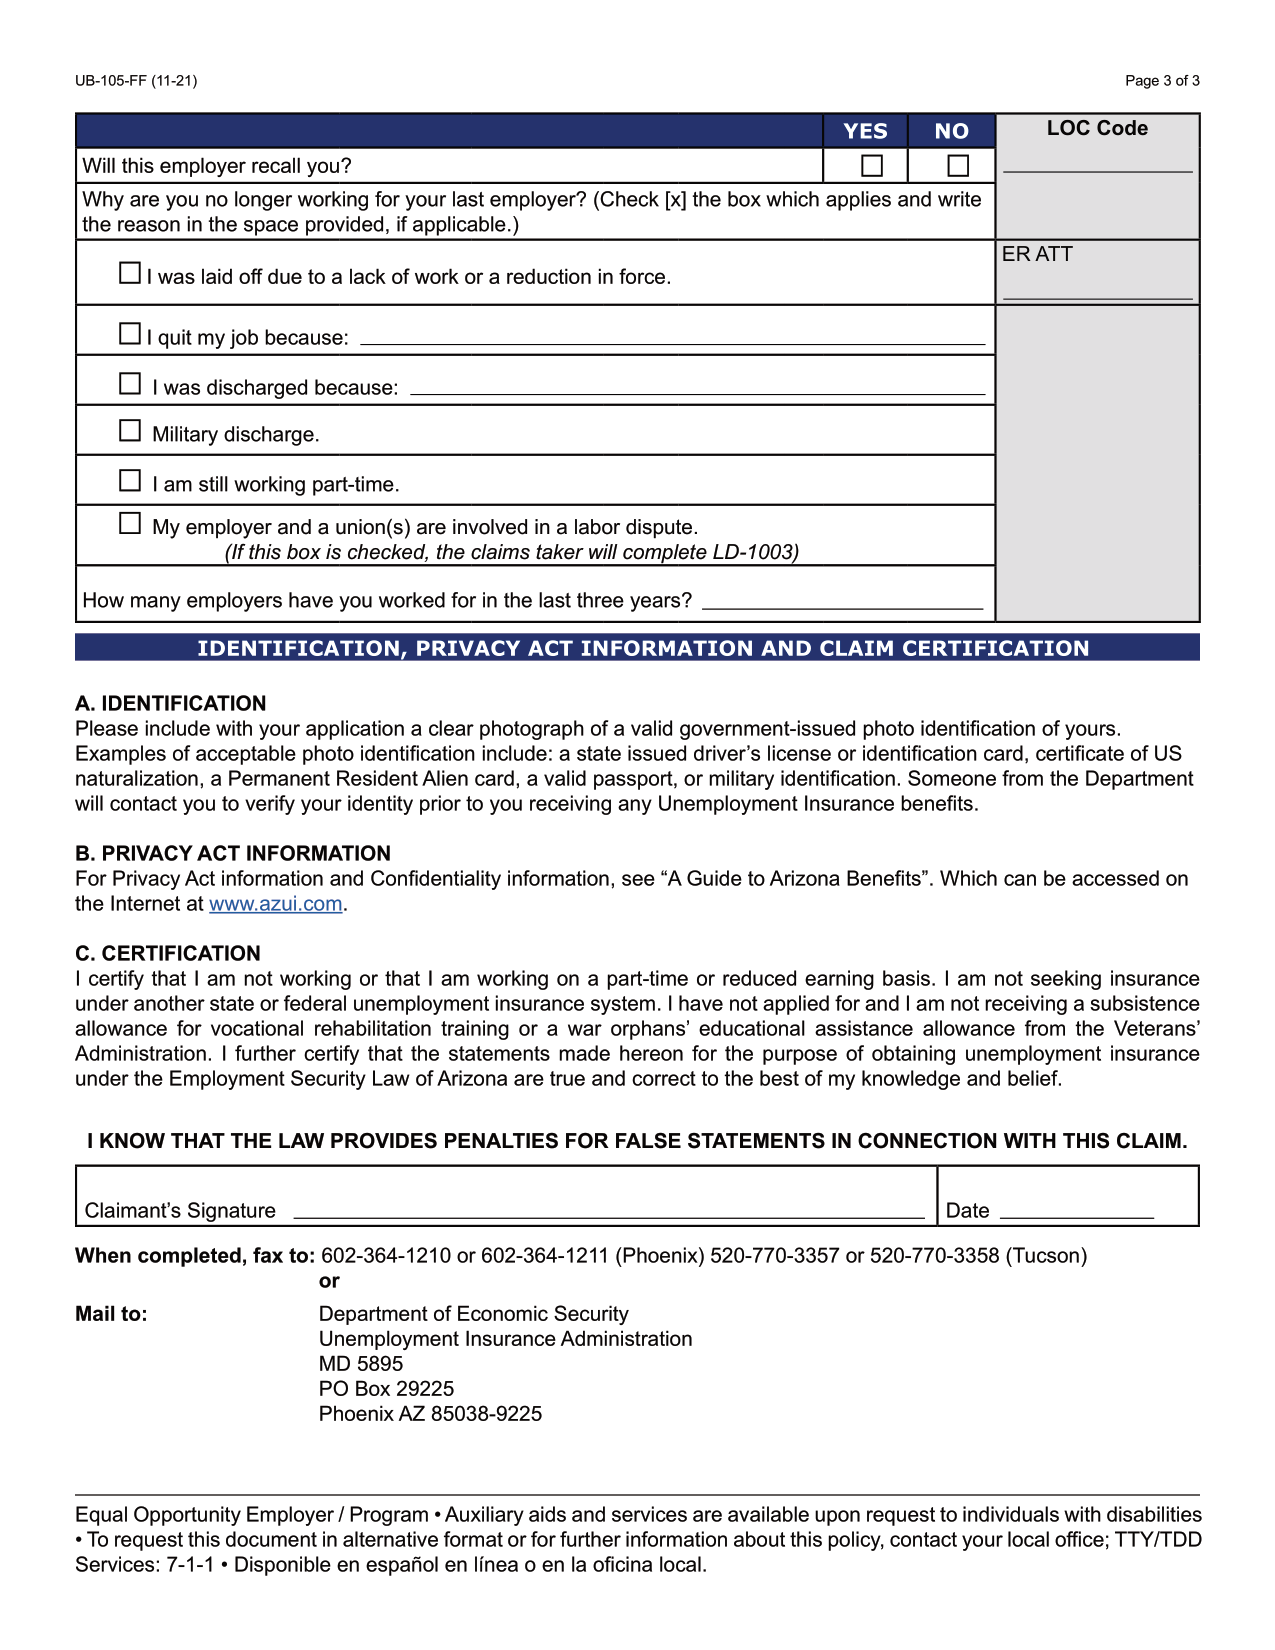 UB-105-FF (11-21)
Page 3 of 3
YES NO LOC Code
Will this employer recall you?
Why are you no longer working for your last employer? (Check [x] the box which applies and write
the reason in the space provided, if applicable.)
ER ATT
I was laid off due to a lack of work or a reduction in force.
I quit my job because:
I was discharged because:
Military discharge.
I am still working part-time.
My employer and a union(s) are involved in a labor dispute.
(If this box is checked, the claims taker will complete LD-1003)
How many employers have you worked for in the last three years?
IDENTIFICATION, PRIVACY ACT INFORMATION AND CLAIM CERTIFICATION
A. IDENTIFICATION
Please include with your application a clear photograph of a valid government-issued photo identification of yours.
Examples of acceptable photo identification include: a state issued driver’s license or identification card, certificate of US
naturalization, a Permanent Resident Alien card, a valid passport, or military identification. Someone from the Department
will contact you to verify your identity prior to you receiving any Unemployment Insurance benefits.
B. PRIVACY ACT INFORMATION
For Privacy Act information and Confidentiality information, see “A Guide to Arizona Benefits”. Which can be accessed on
the Internet at www.azui.com.
C. CERTIFICATION
I certify that I am not working or that I am working on a part-time or reduced earning basis. I am not seeking insurance
under another state or federal unemployment insurance system. I have not applied for and I am not receiving a subsistence
allowance for vocational rehabilitation training or a war orphans’ educational assistance allowance from the Veterans’
Administration. I further certify that the statements made hereon for the purpose of obtaining unemployment insurance
under the Employment Security Law of Arizona are true and correct to the best of my knowledge and belief.
I KNOW THAT THE LAW PROVIDES PENALTIES FOR FALSE STATEMENTS IN CONNECTION WITH THIS CLAIM.
Claimant’s Signature
Date
When completed, fax to: 602-364-1210 or 602-364-1211 (Phoenix) 520-770-3357 or 520-770-3358 (Tucson)
or
Mail to: Department of Economic Security
Unemployment Insurance Administration
MD 5895
PO Box 29225
Phoenix AZ 85038-9225
Equal Opportunity Employer / Program • Auxiliary aids and services are available upon request to individuals with disabilities
• To request this document in alternative format or for further information about this policy, contact your local office; TTY/TDD
Services: 7-1-1 • Disponible en español en línea o en la oficina local.